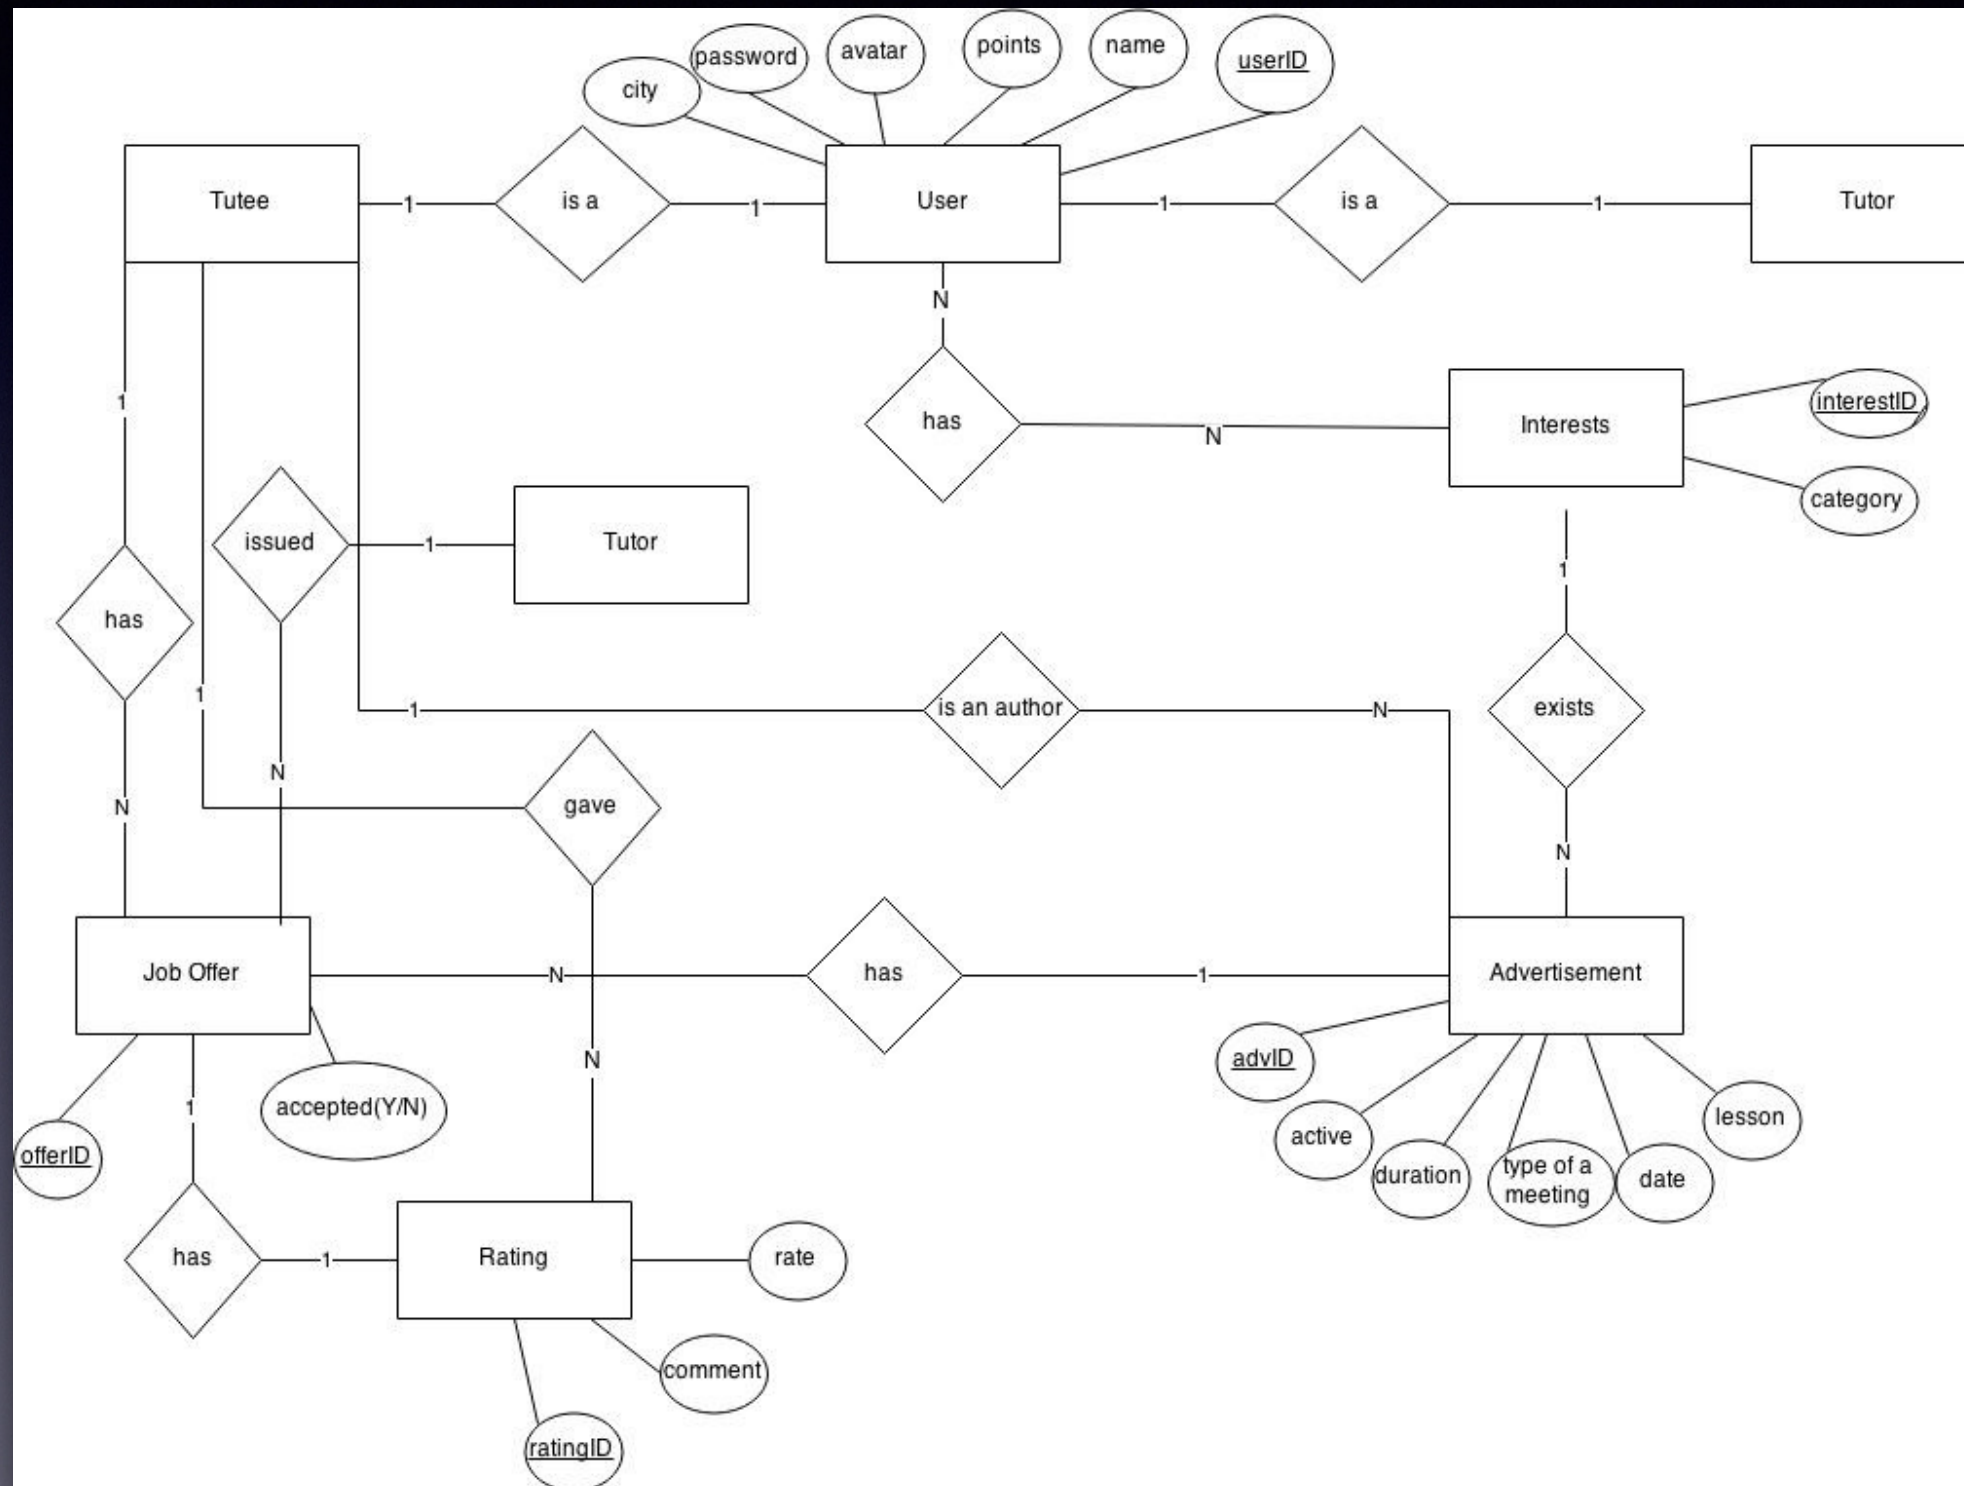 password
avatar
points
name
userID
city
Tutee
1
is a
1
User
1
is a
1
Tutor
N
has
N
Interests
interestID
category
1
issued
1
Tutor
1
has
1
1
is an author
N
exists
N
N
gave
N
N
Job Offer
N
has
1
Advertisement
N
advID
active
duration
type of a
meeting
date
lesson
1
accepted(Y/N)
offerID
has
1
Rating
rate
comment
ratingID